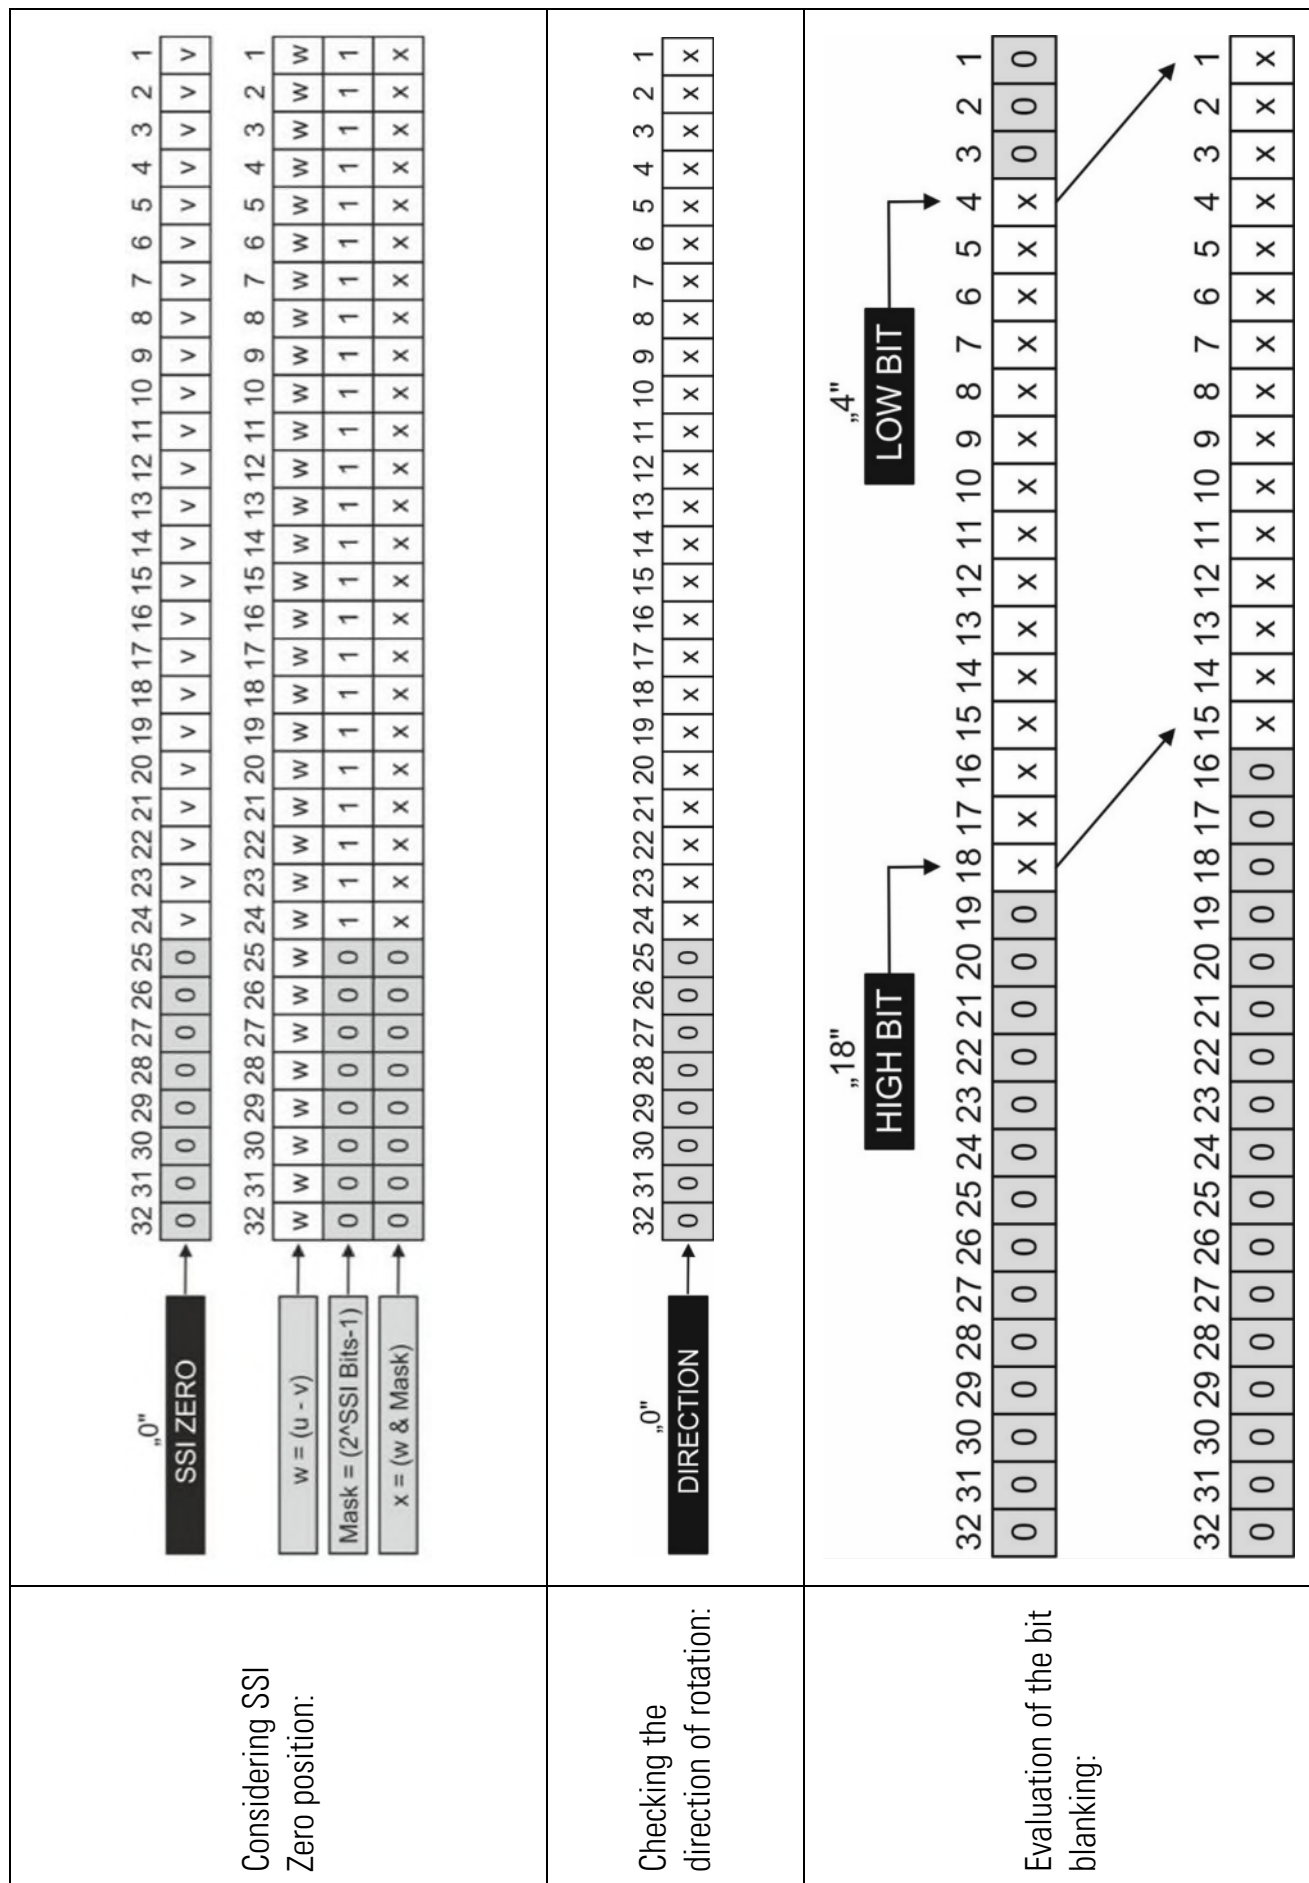 Considering SSI
Zero position:
„0"
SSI ZERO
32 31 30 29 28 27 26 25 24 23 22 21 20 19 18 17 16 15 14 13 12 11 10 9 8 7 6 5 4 3 2 1
0 0 0 0 0 0 0 0 v v v v v v v v v v v v v v v v v v v v v v v v
32 31 30 29 28 27 26 25 24 23 22 21 20 19 18 17 16 15 14 13 12 11 10 9 8 7 6 5 4 3 2 1
w = (u - v)
w w w w w w w w w w w w w w w w w w w w w w w w w w w w w w w w
Mask = (2^SSI Bits-1)
0 0 0 0 0 0 0 0 1 1 1 1 1 1 1 1 1 1 1 1 1 1 1 1 1 1 1 1 1 1 1 1
x = (w & Mask)
0 0 0 0 0 0 0 0 x x x x x x x x x x x x x x x x x x x x x x x x
Checking the
direction of rotation:
„0"
DIRECTION
32 31 30 29 28 27 26 25 24 23 22 21 20 19 18 17 16 15 14 13 12 11 10 9 8 7 6 5 4 3 2 1
0 0 0 0 0 0 0 0 x x x x x x x x x x x x x x x x x x x x x x x x
Evaluation of the bit
blanking:
„18"
HIGH BIT
„4"
LOW BIT
32 31 30 29 28 27 26 25 24 23 22 21 20 19 18 17 16 15 14 13 12 11 10 9 8 7 6 5 4 3 2 1
0 0 0 0 0 0 0 0 0 0 0 0 0 0 x x x x x x x x x x x x x x x 0 0 0
32 31 30 29 28 27 26 25 24 23 22 21 20 19 18 17 16 15 14 13 12 11 10 9 8 7 6 5 4 3 2 1
0 0 0 0 0 0 0 0 0 0 0 0 0 0 0 0 0 x x x x x x x x x x x x x x x